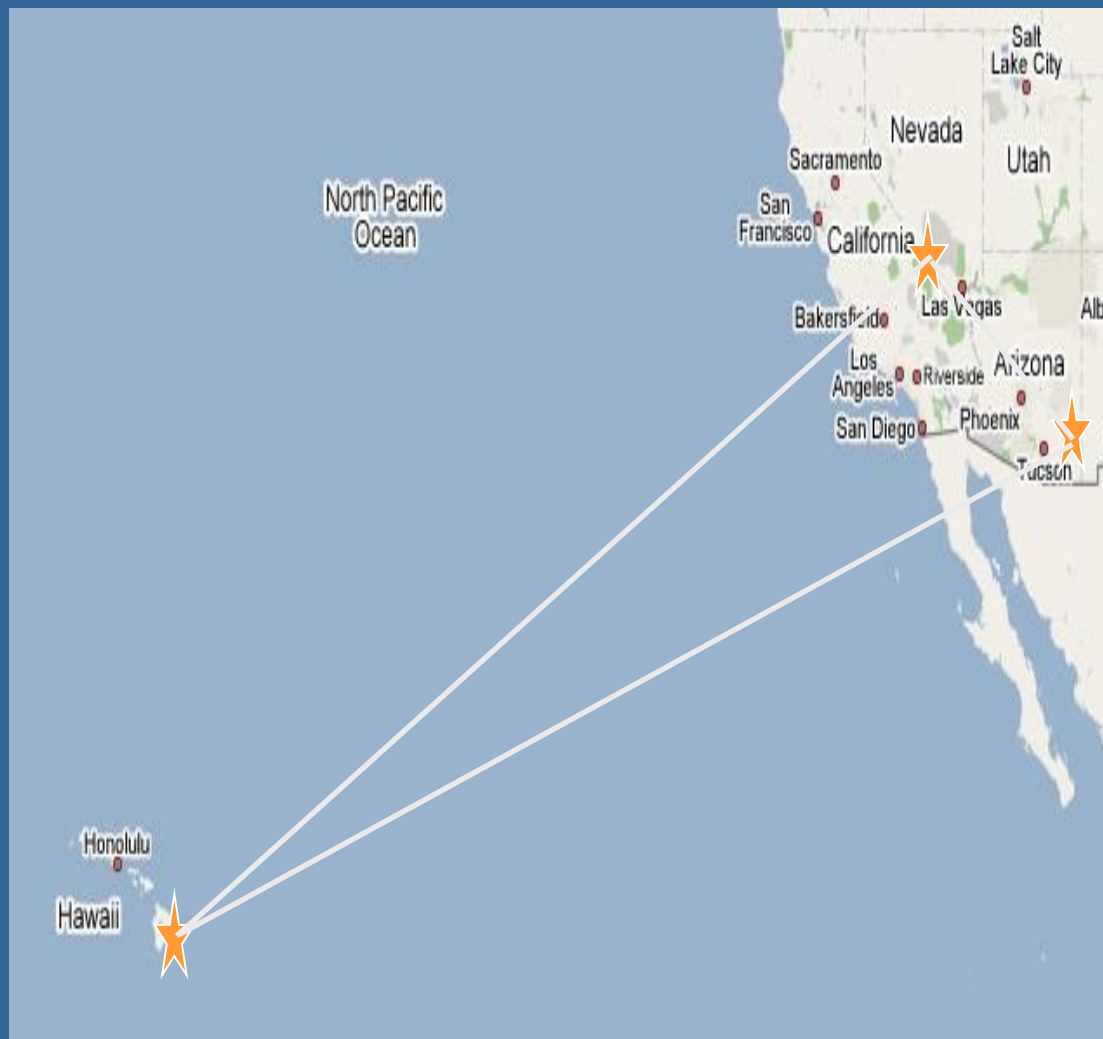 Salt
Lake City
Nevada
Utah
Sacramento
North Pacific
Ocean
San
Francisco
California
Las Vegas
Alb
Bakersfield
Los
Angeles
Riverside
Arizona
Phoenix
San Diego
Tucson
Honolulu
Hawaii